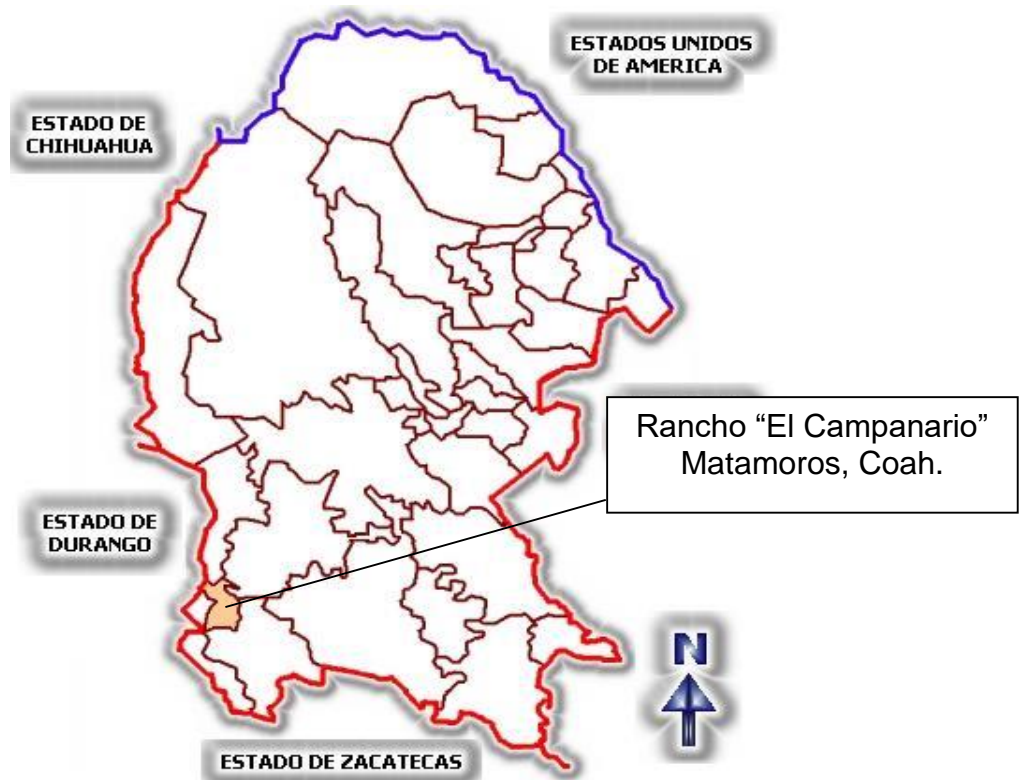 ESTADOS UNIDOS
DE AMERICA
ESTADO DE
CHIHUAHUA
Rancho “El Campanario”
Matamoros, Coah.
ESTADO DE
DURANGO
N
ESTADO DE ZACATECAS